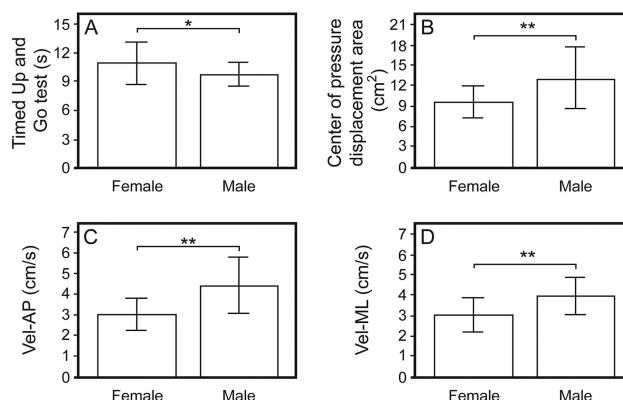 A
*
Timed Up and
Go test (s)
15
12
9
6
3
0
Female
Male
B
**
Center of pressure
displacement area
(cm2)
21
18
15
12
9
6
3
0
Female
Male
C
**
Vel-AP (cm/s)
7
6
5
4
3
2
1
0
Female
Male
D
**
Vel-ML (cm/s)
7
6
5
4
3
2
1
0
Female
Male